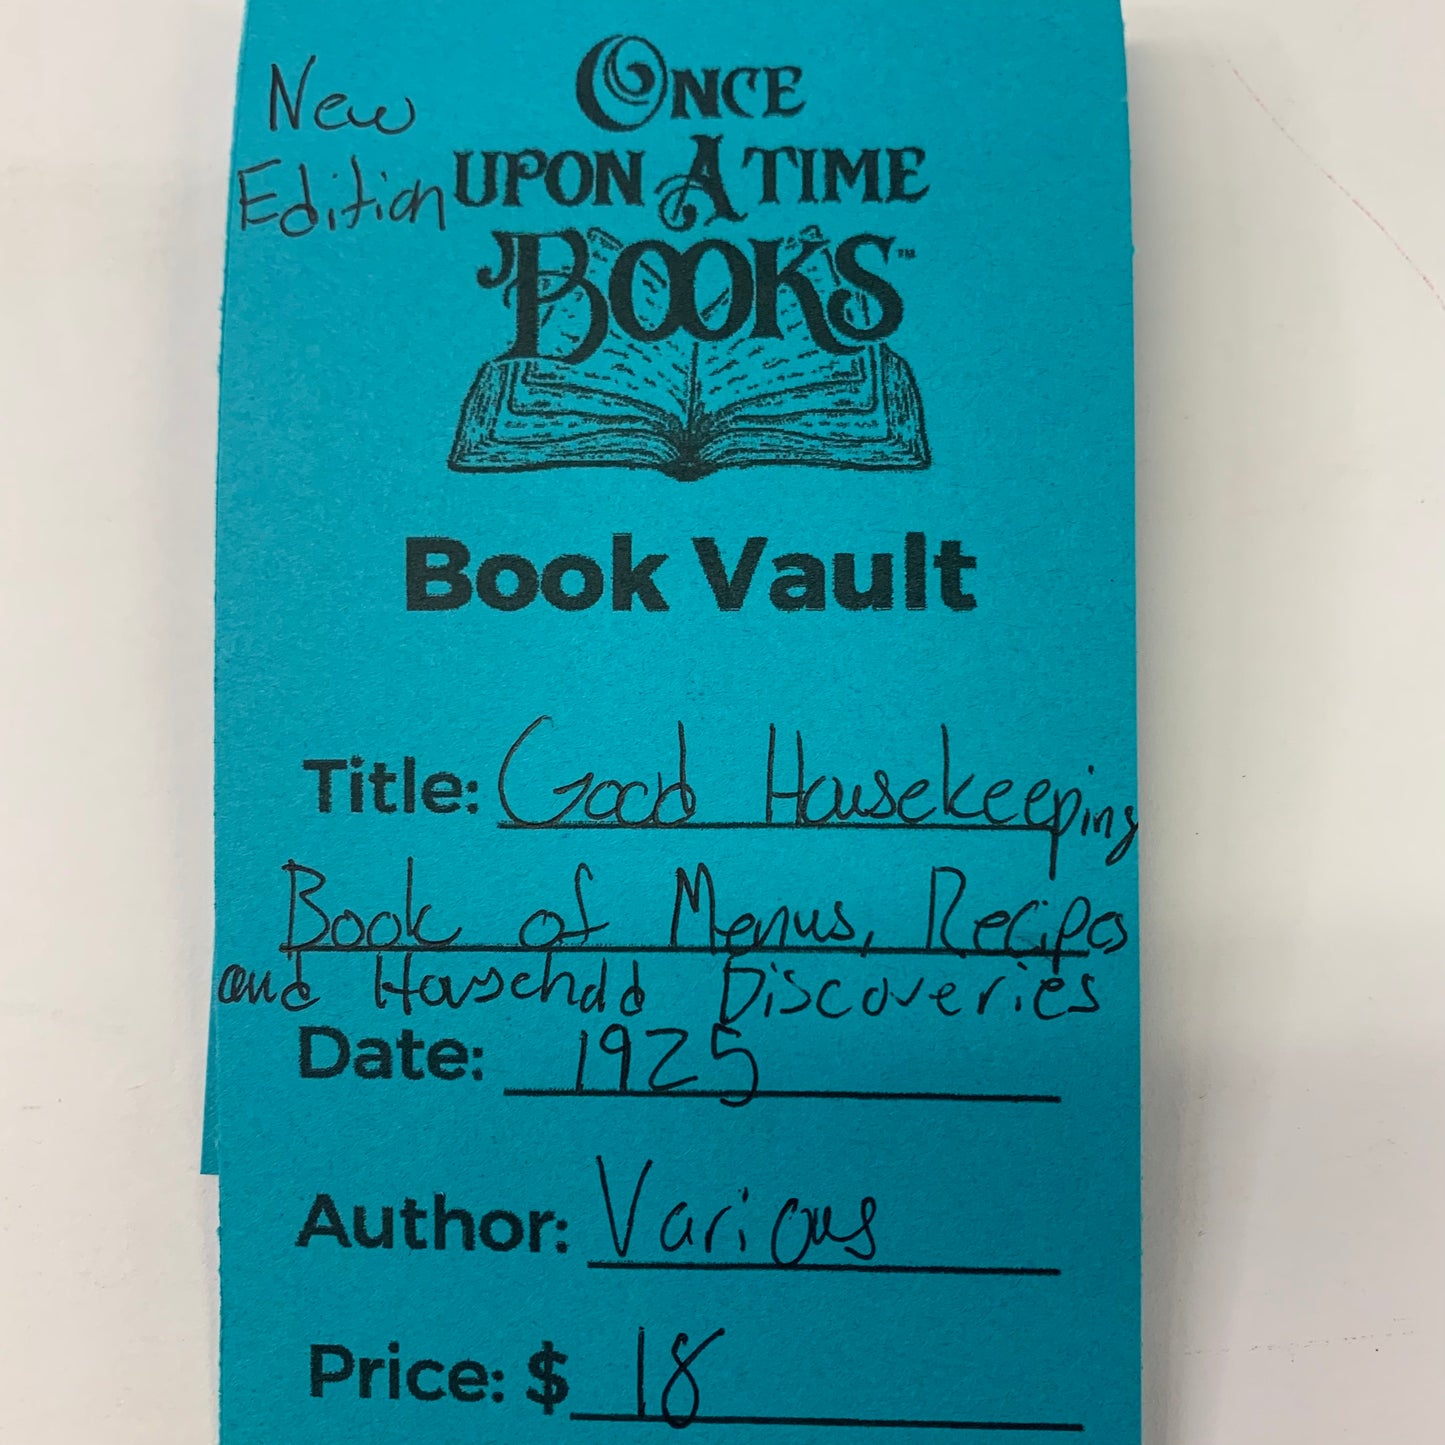 New
Edition
ONCE
UPON A TIME
BOOKS™
Book Vault
Title: Good Housekeeping
Book of Menus, Recipes
and Household Discoveries
Date: 1925
Author: Various
Price: $ 18